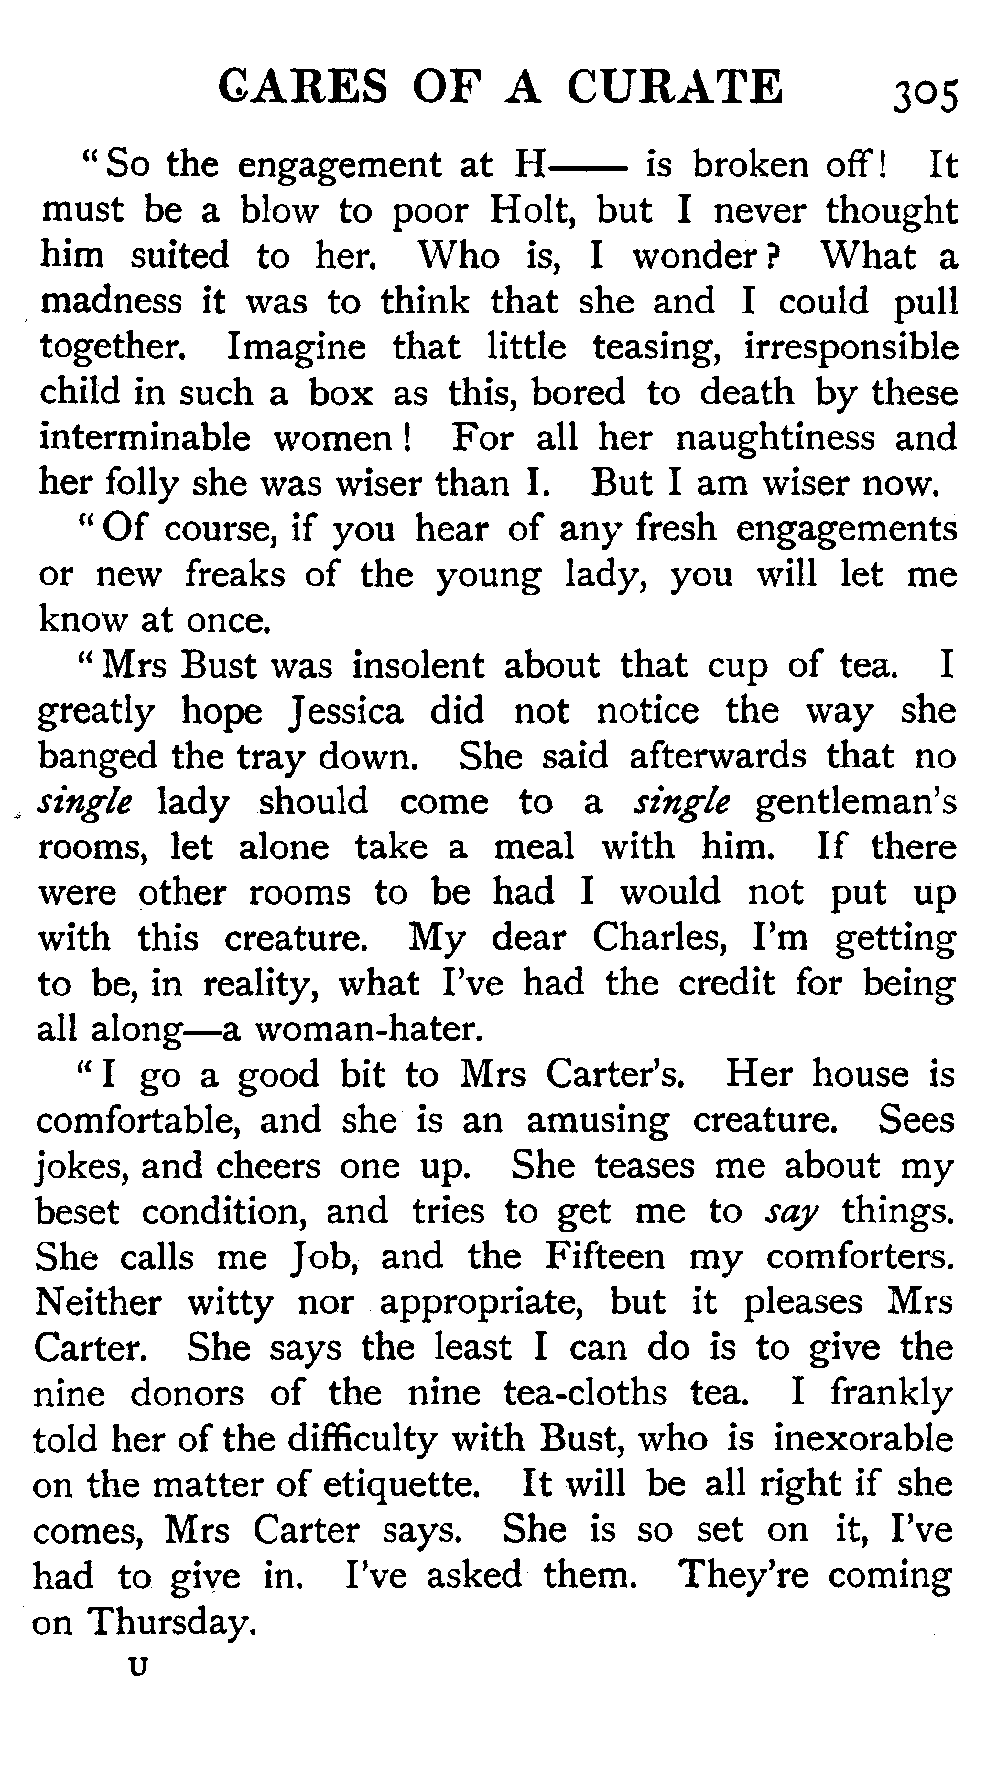 CARES OF A CURATE 305
"So the engagement at H—— is broken off! It
must be a blow to poor Holt, but I never thought
him suited to her. Who is, I wonder? What a
madness it was to think that she and I could pull
together. Imagine that little teasing, irresponsible
child in such a box as this, bored to death by these
interminable women! For all her naughtiness and
her folly she was wiser than I. But I am wiser now.
"Of course, if you hear of any fresh engagements
or new freaks of the young lady, you will let me
know at once.
"Mrs Bust was insolent about that cup of tea. I
greatly hope Jessica did not notice the way she
banged the tray down. She said afterwards that no
single lady should come to a single gentleman's
rooms, let alone take a meal with him. If there
were other rooms to be had I would not put up
with this creature. My dear Charles, I'm getting
to be, in reality, what I've had the credit for being
all along—a woman-hater.
"I go a good bit to Mrs Carter's. Her house is
comfortable, and she is an amusing creature. Sees
jokes, and cheers one up. She teases me about my
beset condition, and tries to get me to say things.
She calls me Job, and the Fifteen my comforters.
Neither witty nor appropriate, but it pleases Mrs
Carter. She says the least I can do is to give the
nine donors of the nine tea-cloths tea. I frankly
told her of the difficulty with Bust, who is inexorable
on the matter of etiquette. It will be all right if she
comes, Mrs Carter says. She is so set on it, I've
had to give in. I've asked them. They're coming
on Thursday.
U